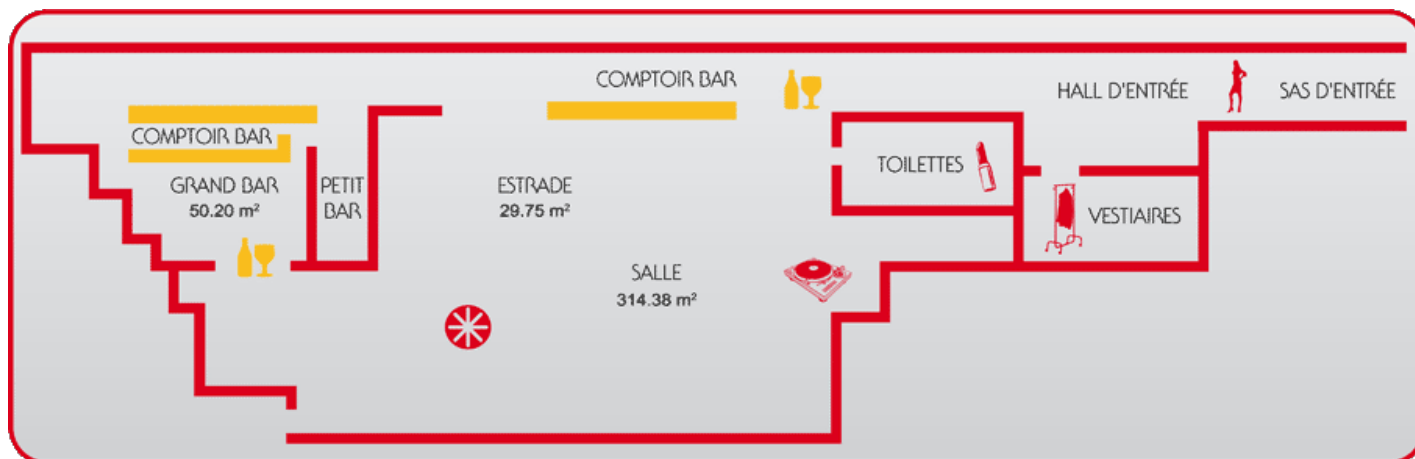 COMPTOIR BAR
HALL D'ENTRÉE
SAS D'ENTRÉE
COMPTOIR BAR
GRAND BAR
50.20 m²
PETIT
BAR
ESTRADE
29.75 m²
TOILETTES
VESTIAIRES
SALLE
314.38 m²